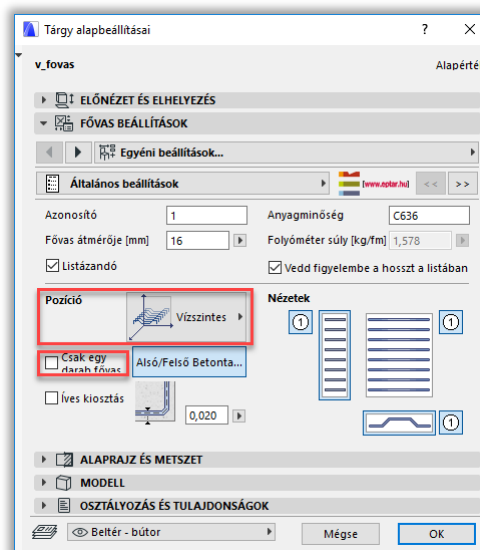 Tárgy alapbeállításai ? ×
v_fovas Alapérté
ELŐNÉZET ÉS ELHELYEZÉS
FŐVAS BEÁLLÍTÁSOK
Egyéni beállítások...
Általános beállítások [www.eptar.hu] << >>
Azonosító 1 Anyagminőség C636
Fővas átmérője [mm] 16 Folyóméter súly [kg/fm] 1,578
Listázandó Vedd figyelembe a hosszt a listában
Pozíció Nézetek
Vízszintes 1 1
Csak egy
darab fővas Alsó/Felső Betonta...
Íves kiosztás
0,020 1
ALAPRAJZ ÉS METSZET
MODELL
OSZTÁLYOZÁS ÉS TULAJDONSÁGOK
Beltér - bútor Mégse OK